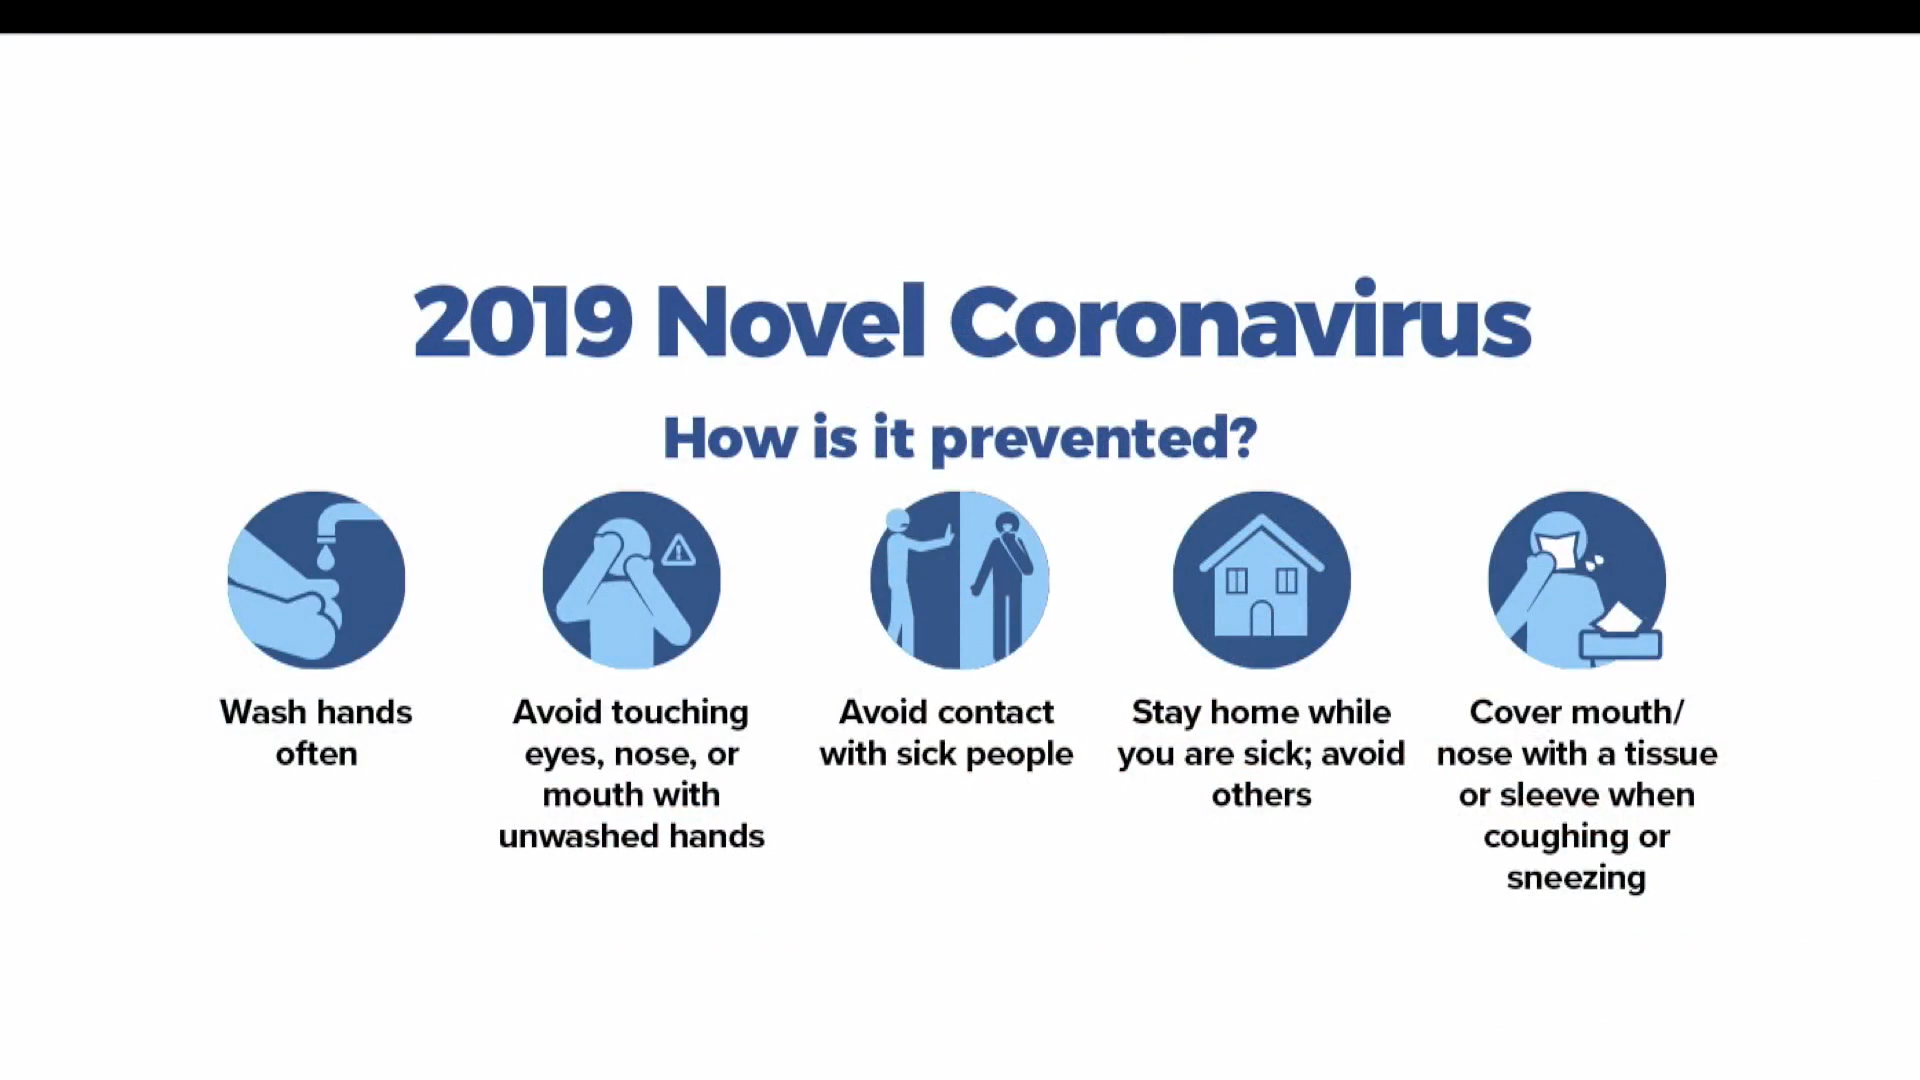 2019 Novel Coronavirus
How is it prevented?
Wash hands
often
Avoid touching
eyes, nose, or
mouth with
unwashed hands
Avoid contact
with sick people
Stay home while
you are sick; avoid
others
Cover mouth/
nose with a tissue
or sleeve when
coughing or
sneezing